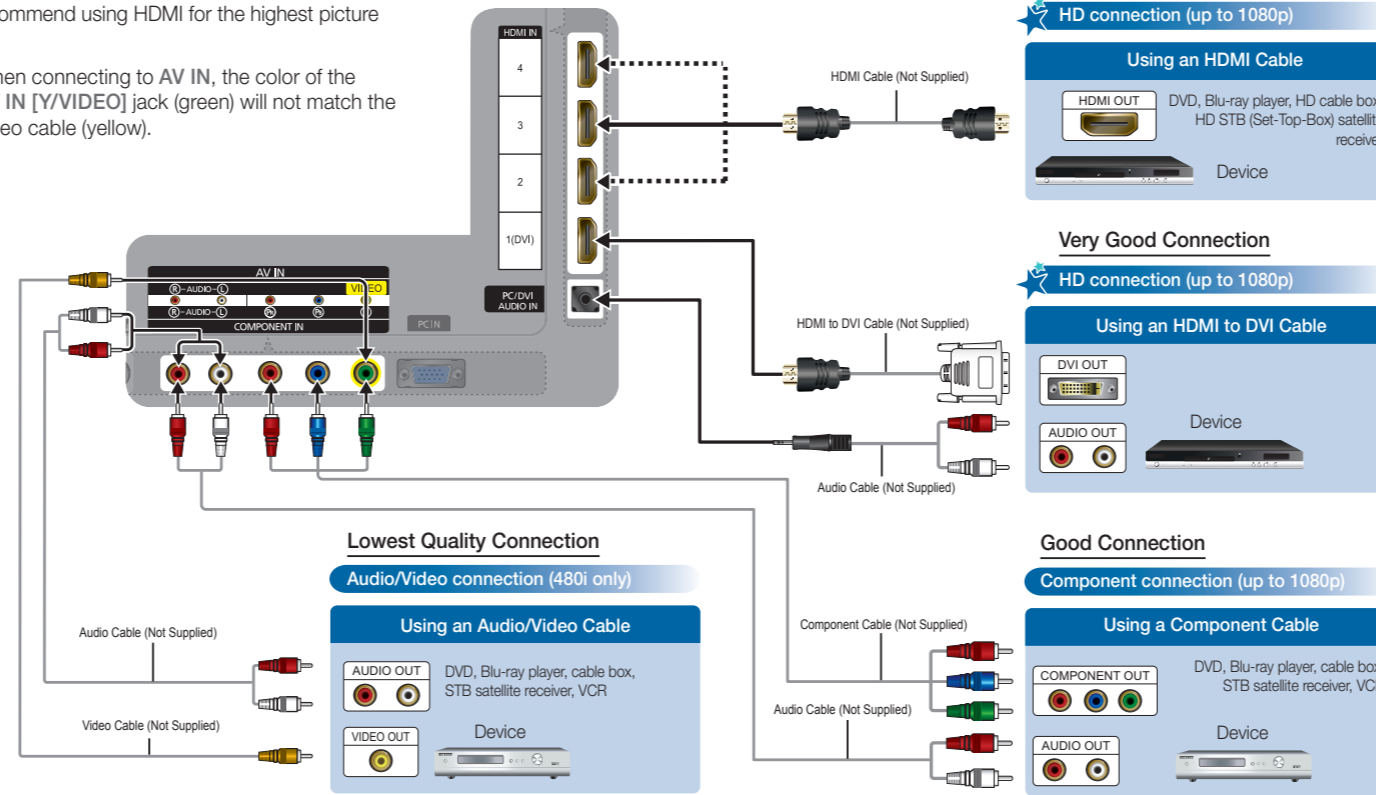 commend using HDMI for the highest picture
hen connecting to AV IN, the color of the
IN [Y/VIDEO] jack (green) will not match the
eo cable (yellow).
HDMI IN
4
3
2
1(DVI)
PC/DVI
AUDIO IN
AV IN
R-AUDIO-L
VIDEO
R-AUDIO-L
PR
PB
COMPONENT IN
PC IN
HDMI Cable (Not Supplied)
HD connection (up to 1080p)
Using an HDMI Cable
HDMI OUT
DVD, Blu-ray player, HD cable box
HD STB (Set-Top-Box) satellit
receive
Device
Very Good Connection
HD connection (up to 1080p)
HDMI to DVI Cable (Not Supplied)
Using an HDMI to DVI Cable
DVI OUT
AUDIO OUT
Device
Audio Cable (Not Supplied)
Lowest Quality Connection
Audio/Video connection (480i only)
Using an Audio/Video Cable
Audio Cable (Not Supplied)
AUDIO OUT
DVD, Blu-ray player, cable box,
STB satellite receiver, VCR
Video Cable (Not Supplied)
VIDEO OUT
Device
Good Connection
Component connection (up to 1080p)
Component Cable (Not Supplied)
Using a Component Cable
COMPONENT OUT
DVD, Blu-ray player, cable box
STB satellite receiver, VC
Audio Cable (Not Supplied)
AUDIO OUT
Device